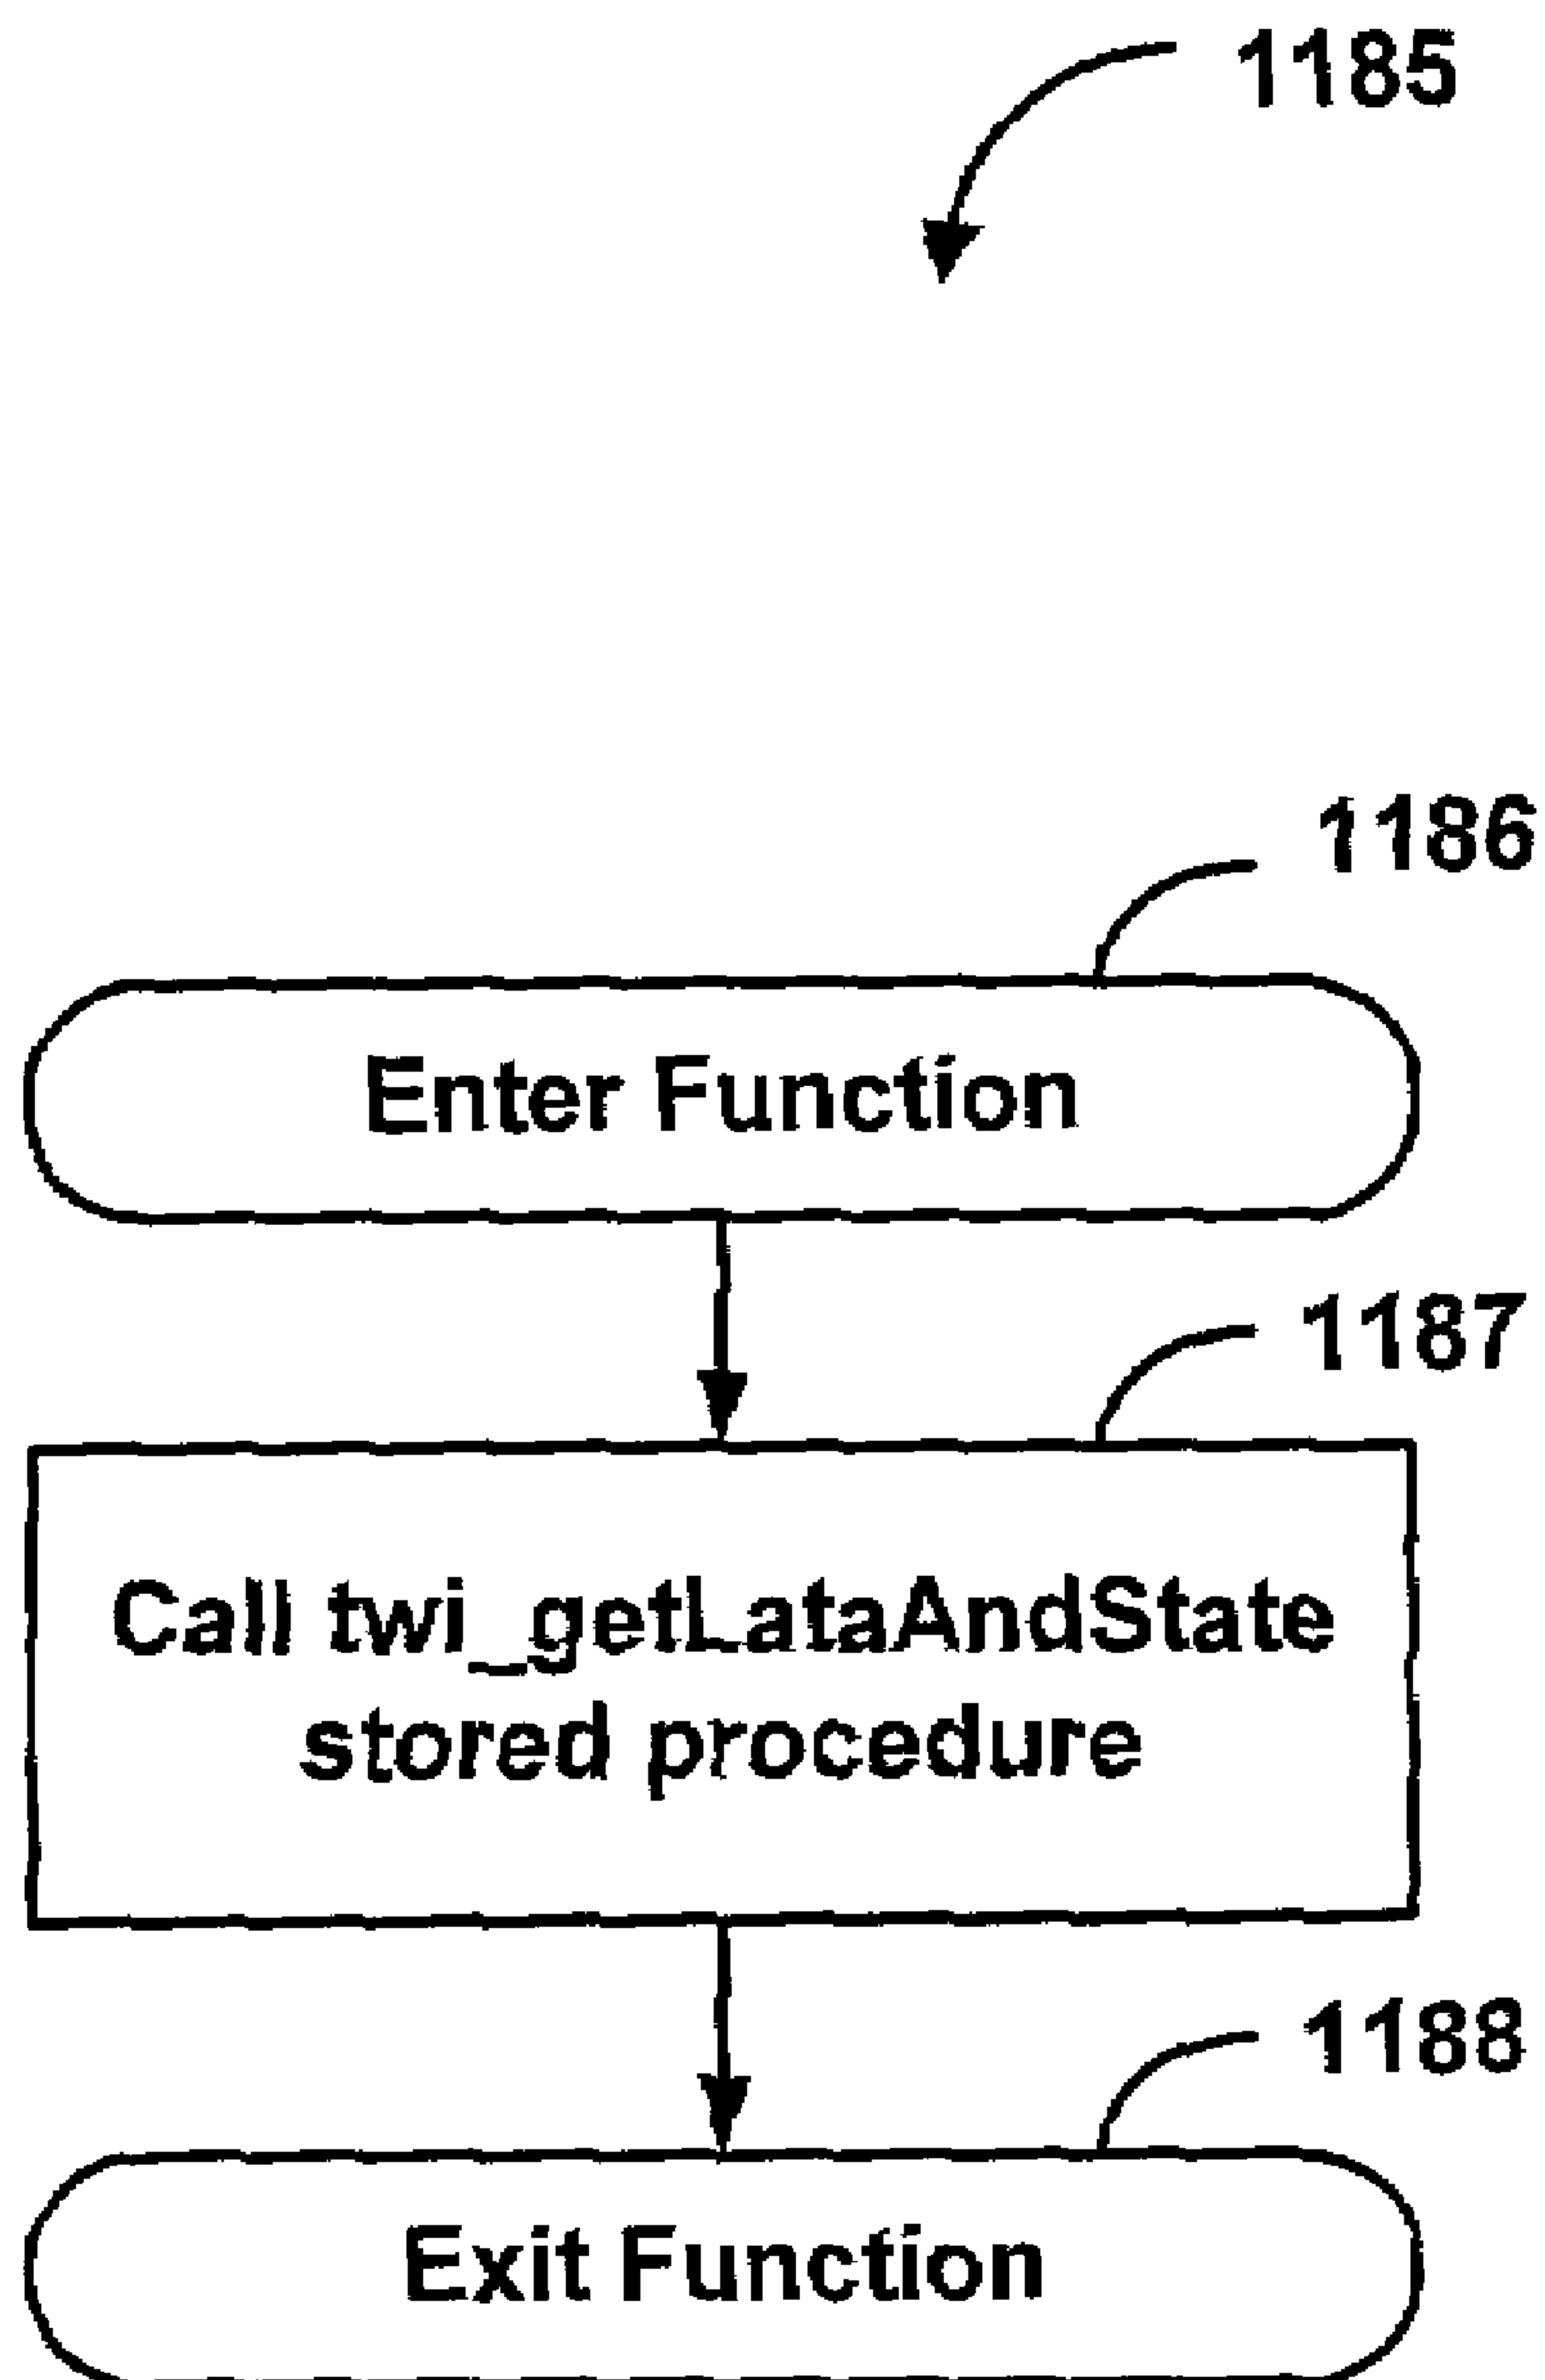 1185
1186
Enter Function
1187
Call twi_getLataAndState
stored procedure
1188
Exit Function